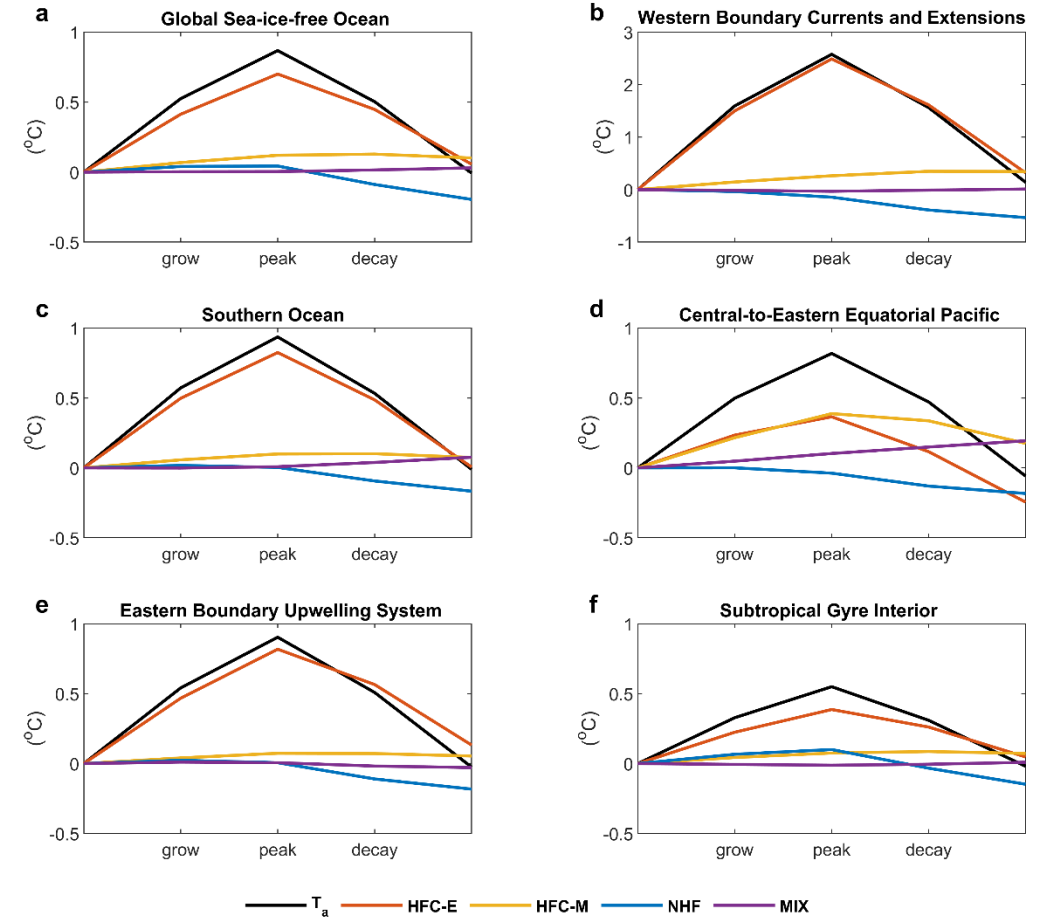 a
Global Sea-ice-free Ocean
1
0.5
0
-0.5
(°C)
grow peak decay
b
Western Boundary Currents and Extensions
3
2
1
0
-1
(°C)
grow peak decay
c
Southern Ocean
1
0.5
0
-0.5
(°C)
grow peak decay
d
Central-to-Eastern Equatorial Pacific
1
0.5
0
-0.5
(°C)
grow peak decay
e
Eastern Boundary Upwelling System
1
0.5
0
-0.5
(°C)
grow peak decay
f
Subtropical Gyre Interior
1
0.5
0
-0.5
(°C)
grow peak decay
Ta HFC-E HFC-M NHF MIX